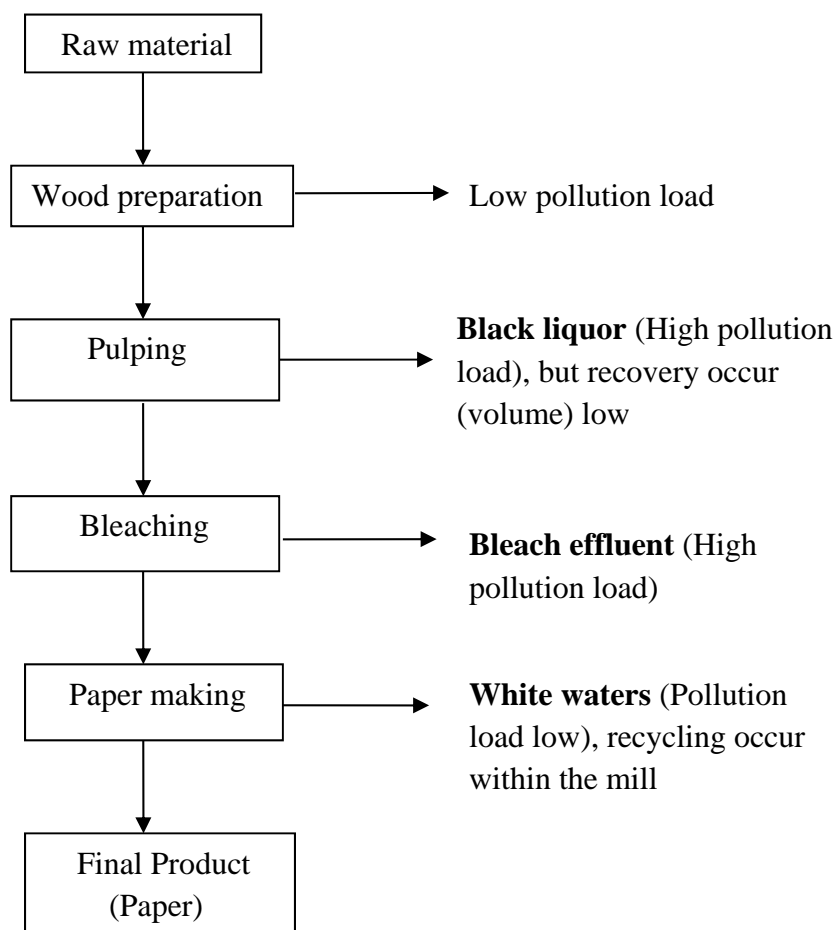 Raw material
Wood preparation
Low pollution load
Pulping
Black liquor (High pollution
load), but recovery occur
(volume) low
Bleaching
Bleach effluent (High
pollution load)
Paper making
White waters (Pollution
load low), recycling occur
within the mill
Final Product
(Paper)